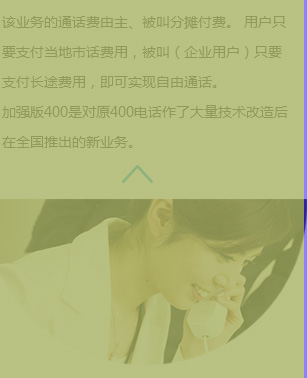 该业务的通话费由主、被叫分摊付费。 用户只
要支付当地市话费用，被叫（企业用户）只要
支付长途费用，即可实现自由通话。
加强版400是对原400电话作了大量技术改造后
在全国推出的新业务。